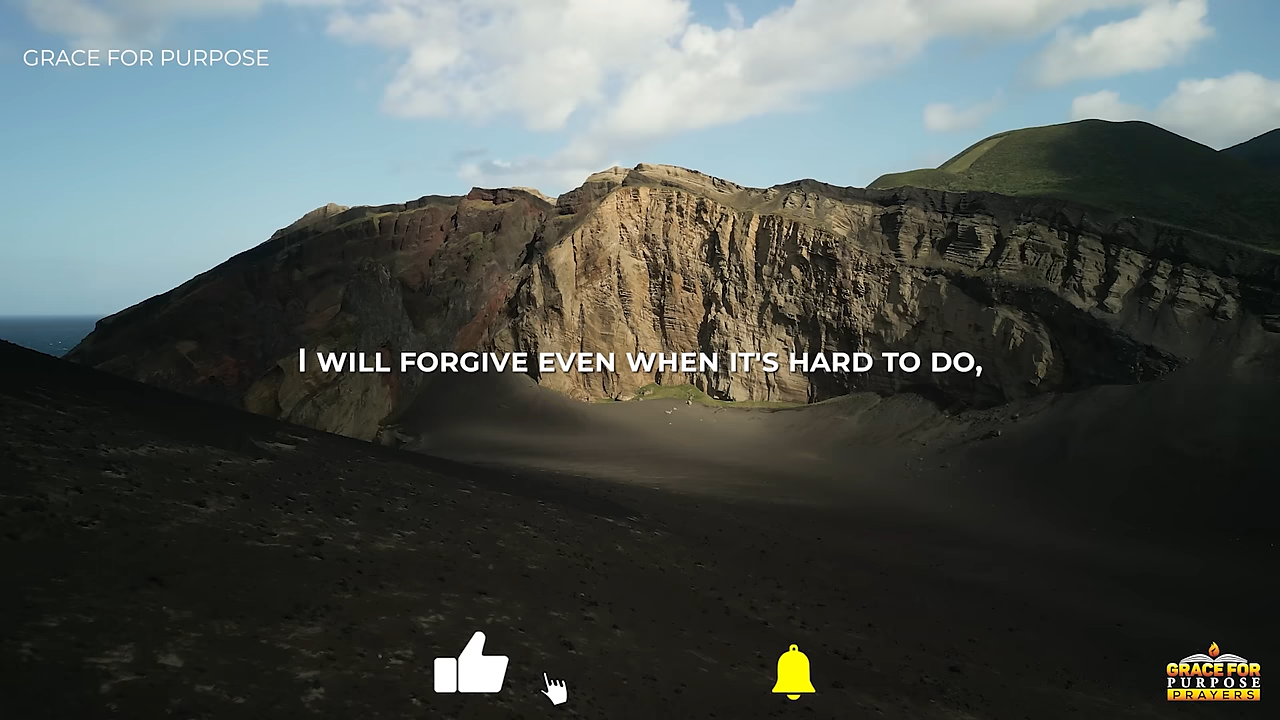 GRACE FOR PURPOSE
I WILL FORGIVE EVEN WHEN IT'S HARD TO DO,
GRACE FOR
PURPOSE
PRAYERS